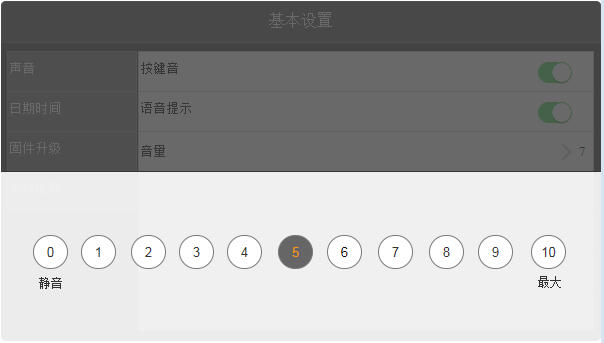 基本设置
声音 按键音
日期时间 语音提示
固件升级 音量 7
0 1 2 3 4 5 6 7 8 9 10
静音 最大